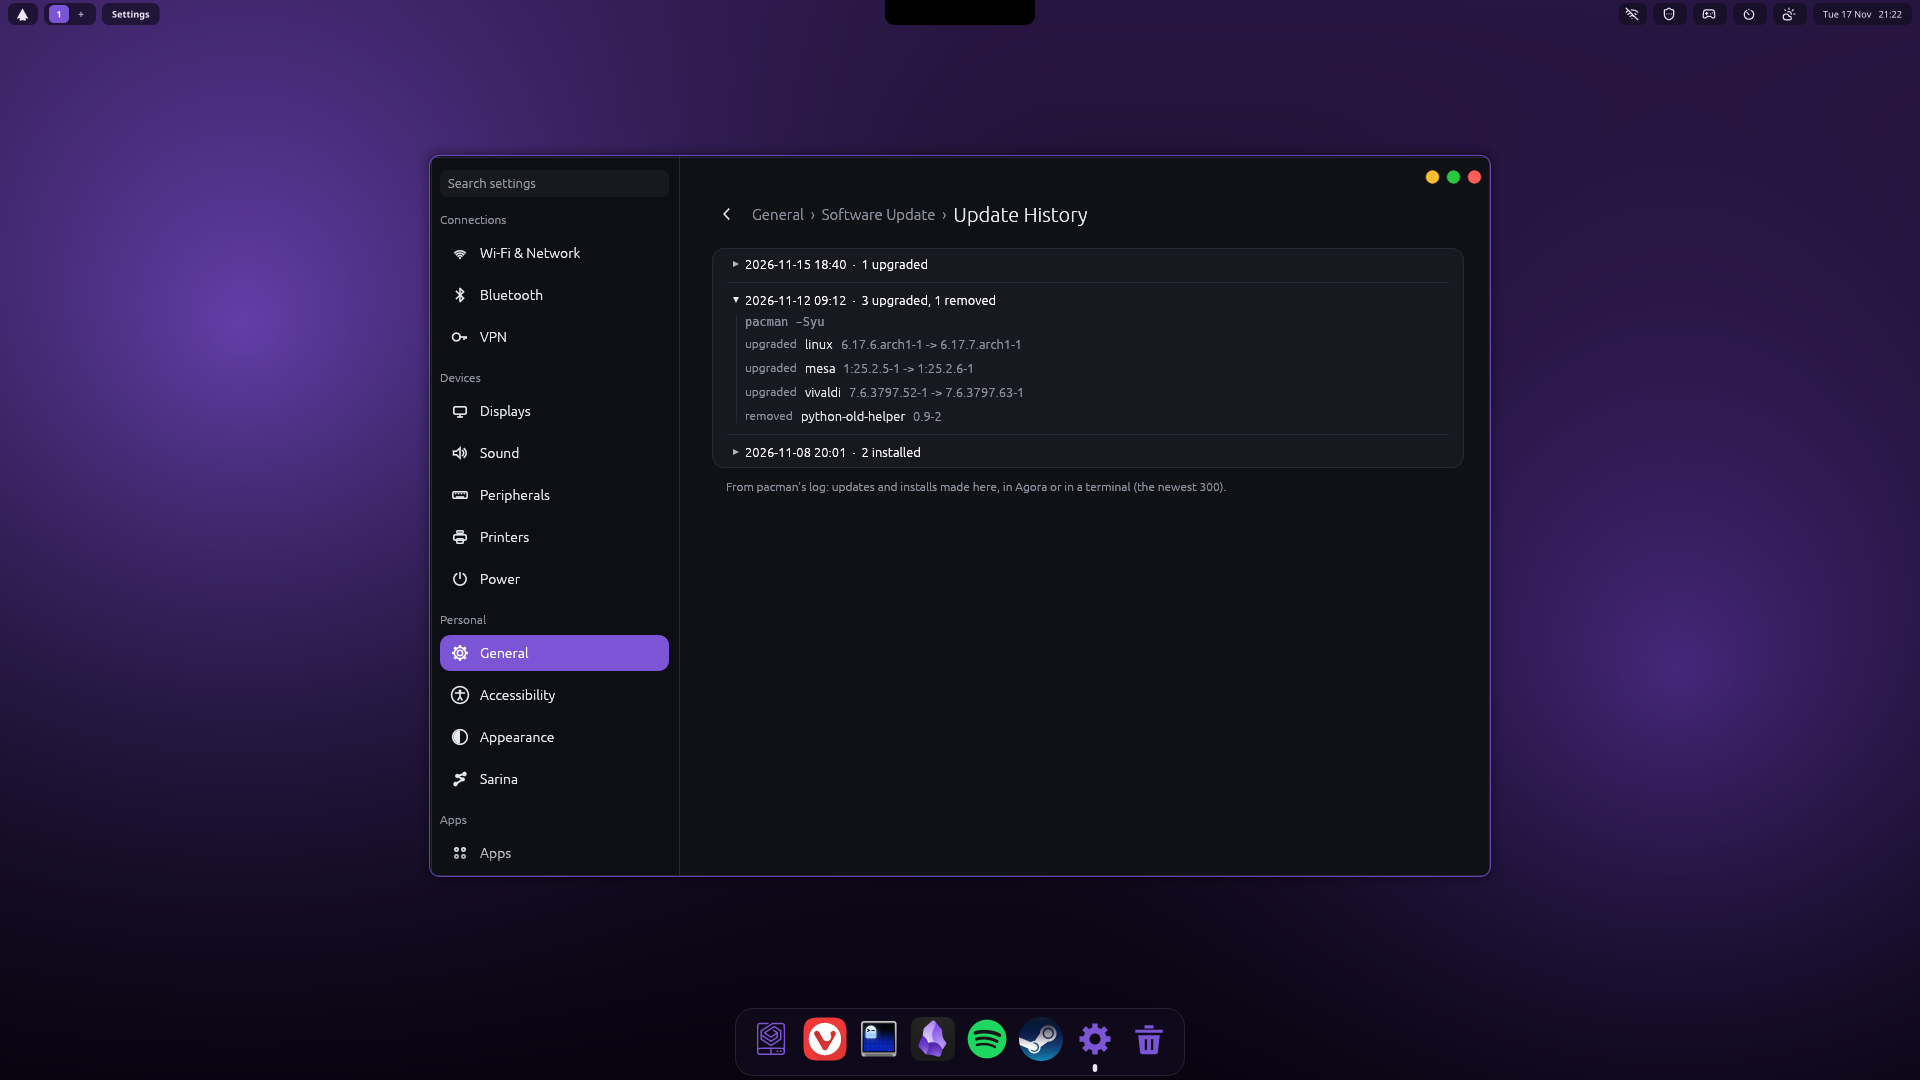 1 + Settings
Tue 17 Nov 21:22
Search settings
Connections
Wi-Fi & Network
Bluetooth
VPN
Devices
Displays
Sound
Peripherals
Printers
Power
Personal
General
Accessibility
Appearance
Sarina
Apps
Apps
General › Software Update › Update History
2026-11-15 18:40 · 1 upgraded
2026-11-12 09:12 · 3 upgraded, 1 removed
pacman -Syu
upgraded linux 6.17.6.arch1-1 -> 6.17.7.arch1-1
upgraded mesa 1:25.2.5-1 -> 1:25.2.6-1
upgraded vivaldi 7.6.3797.52-1 -> 7.6.3797.63-1
removed python-old-helper 0.9-2
2026-11-08 20:01 · 2 installed
From pacman's log: updates and installs made here, in Agora or in a terminal (the newest 300).